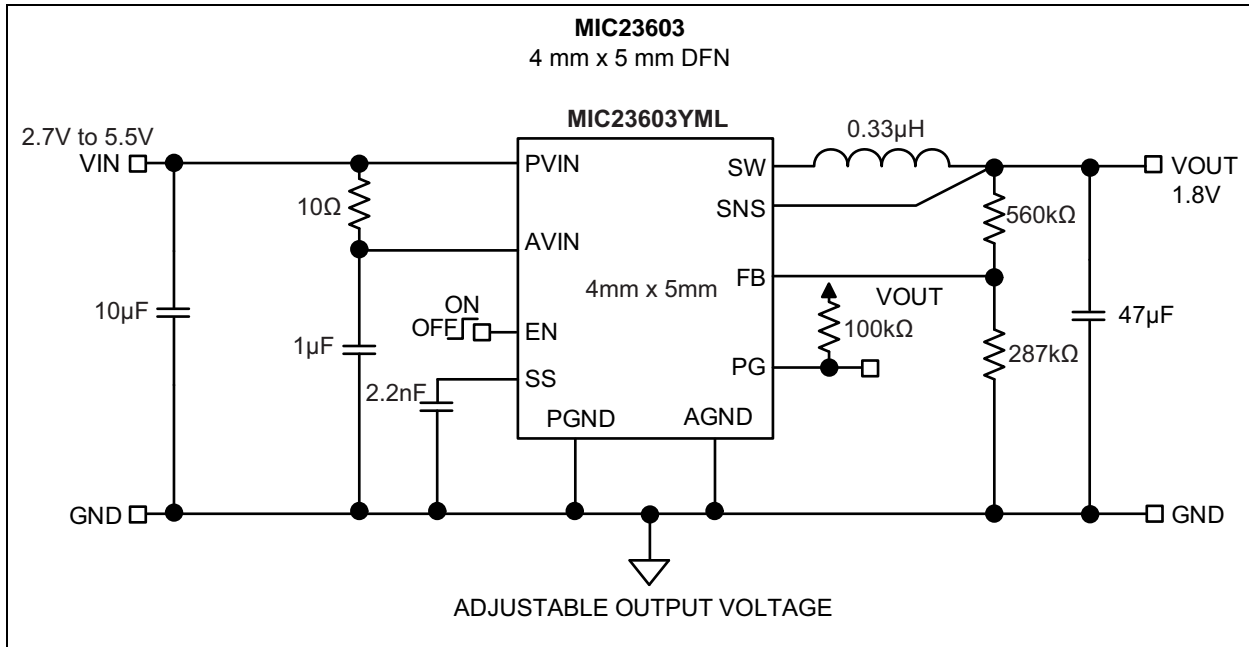 MIC23603
4 mm x 5 mm DFN
MIC23603YML
2.7V to 5.5V
VIN
PVIN
SW
0.33µH
VOUT
1.8V
10Ω
SNS
560kΩ
AVIN
FB
4mm x 5mm
VOUT
10µF
ON
OFF
EN
100kΩ
47µF
1µF
287kΩ
PG
SS
2.2nF
PGND
AGND
GND
GND
ADJUSTABLE OUTPUT VOLTAGE